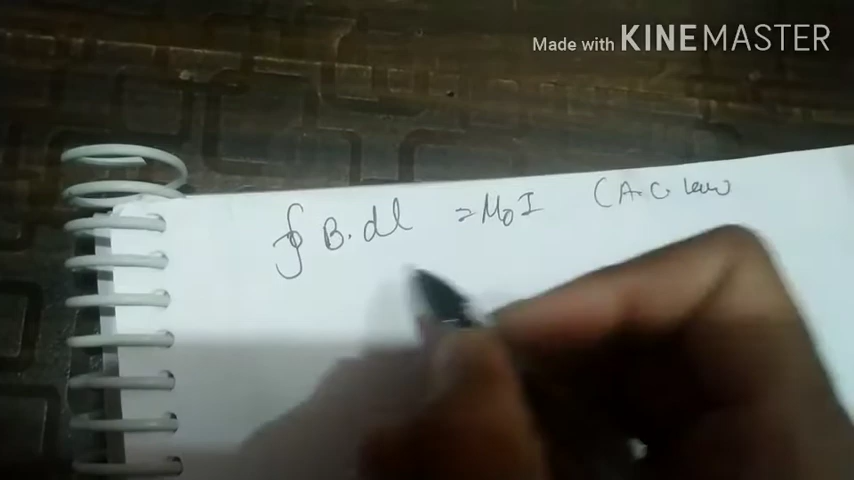 Made with KINEMASTER
∮ B. dl = μ₀I (A.C. law)